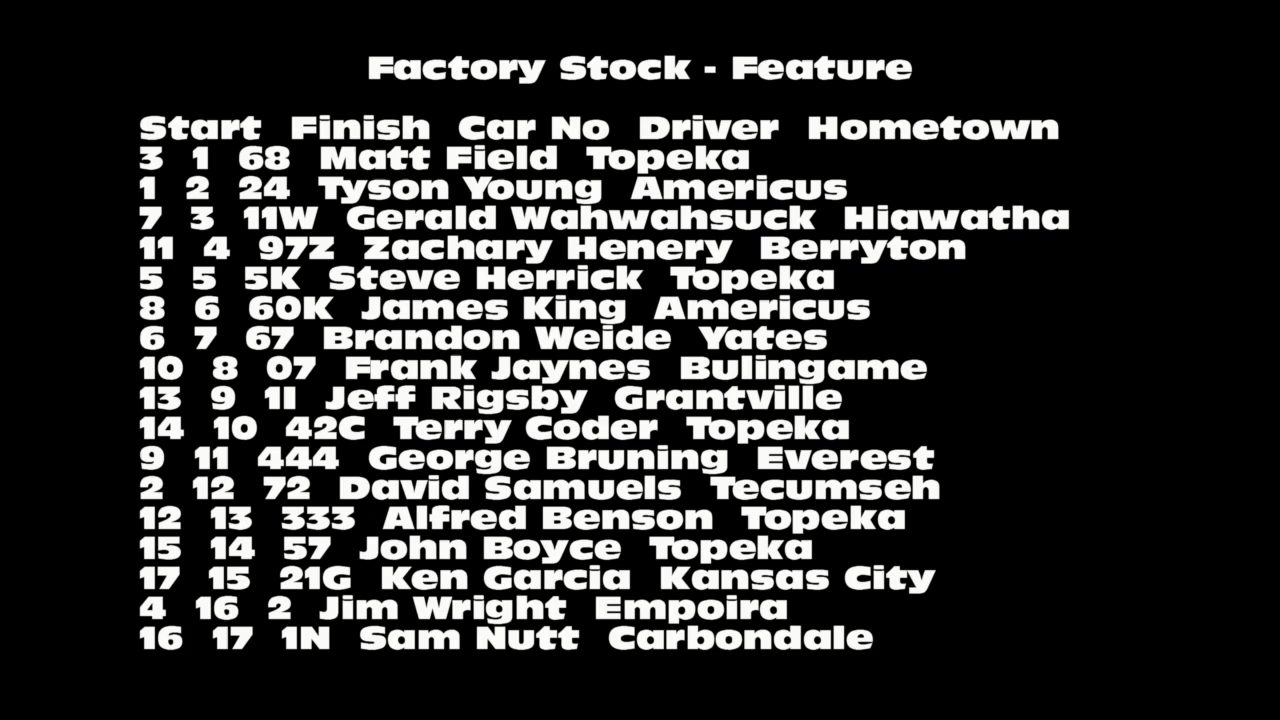 Factory Stock - Feature
Start Finish Car No Driver Hometown
3 1 68 Matt Field Topeka
1 2 24 Tyson Young Americus
7 3 11W Gerald Wahwahsuck Hiawatha
11 4 97Z Zachary Henery Berryton
5 5 5K Steve Herrick Topeka
8 6 60K James King Americus
6 7 67 Brandon Weide Yates
10 8 07 Frank Jaynes Bulingame
13 9 1I Jeff Rigsby Grantville
14 10 42C Terry Coder Topeka
9 11 444 George Bruning Everest
2 12 72 David Samuels Tecumseh
12 13 333 Alfred Benson Topeka
15 14 57 John Boyce Topeka
17 15 21G Ken Garcia Kansas City
4 16 2 Jim Wright Empoira
16 17 1N Sam Nutt Carbondale